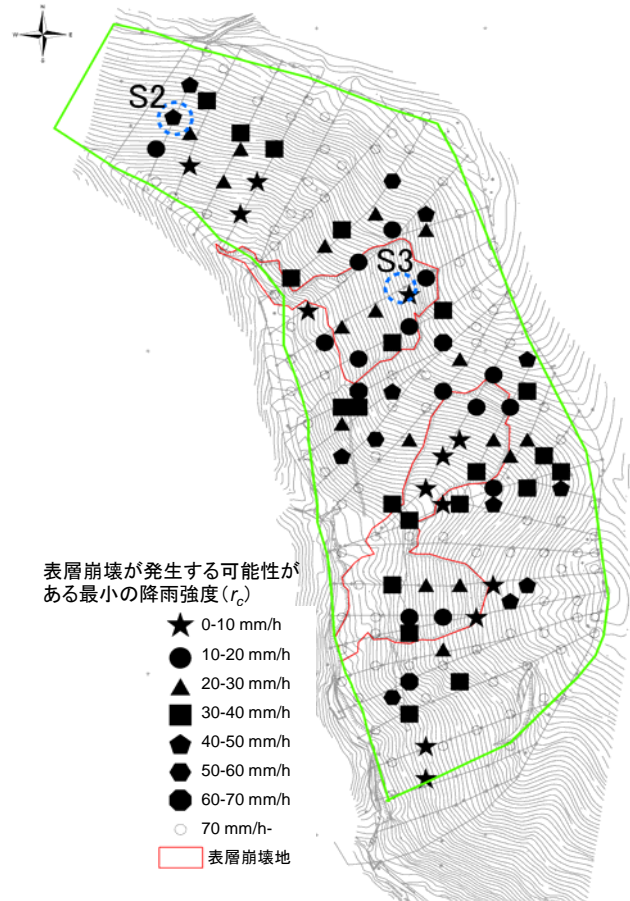 N
W
E
S
S2
S3
表層崩壊が発生する可能性が
ある最小の降雨強度(rc)
0-10 mm/h
10-20 mm/h
20-30 mm/h
30-40 mm/h
40-50 mm/h
50-60 mm/h
60-70 mm/h
70 mm/h-
表層崩壊地